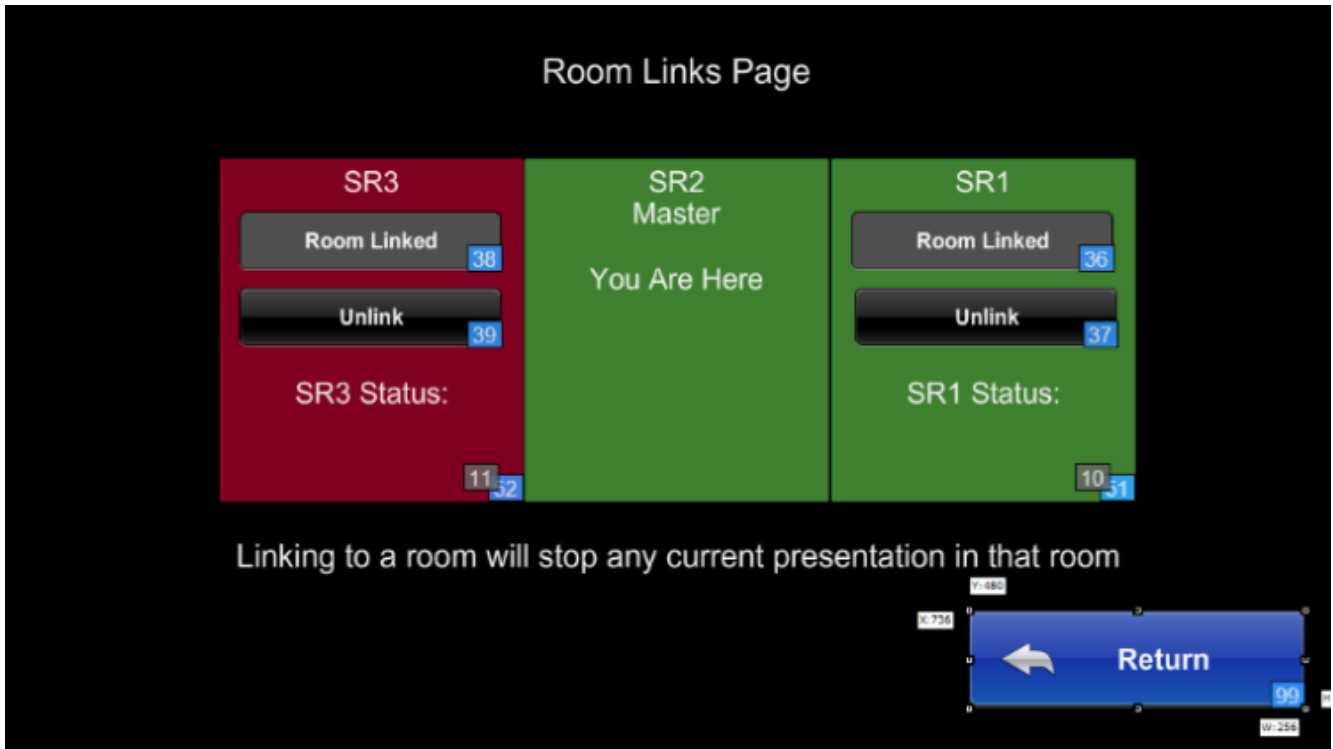 Room Links Page
SR3
Room Linked
38
Unlink
39
SR3 Status:
11
52
SR2
Master
You Are Here
SR1
Room Linked
36
Unlink
37
SR1 Status:
10
51
Linking to a room will stop any current presentation in that room
Y:480
X:736
Return
99
W:256